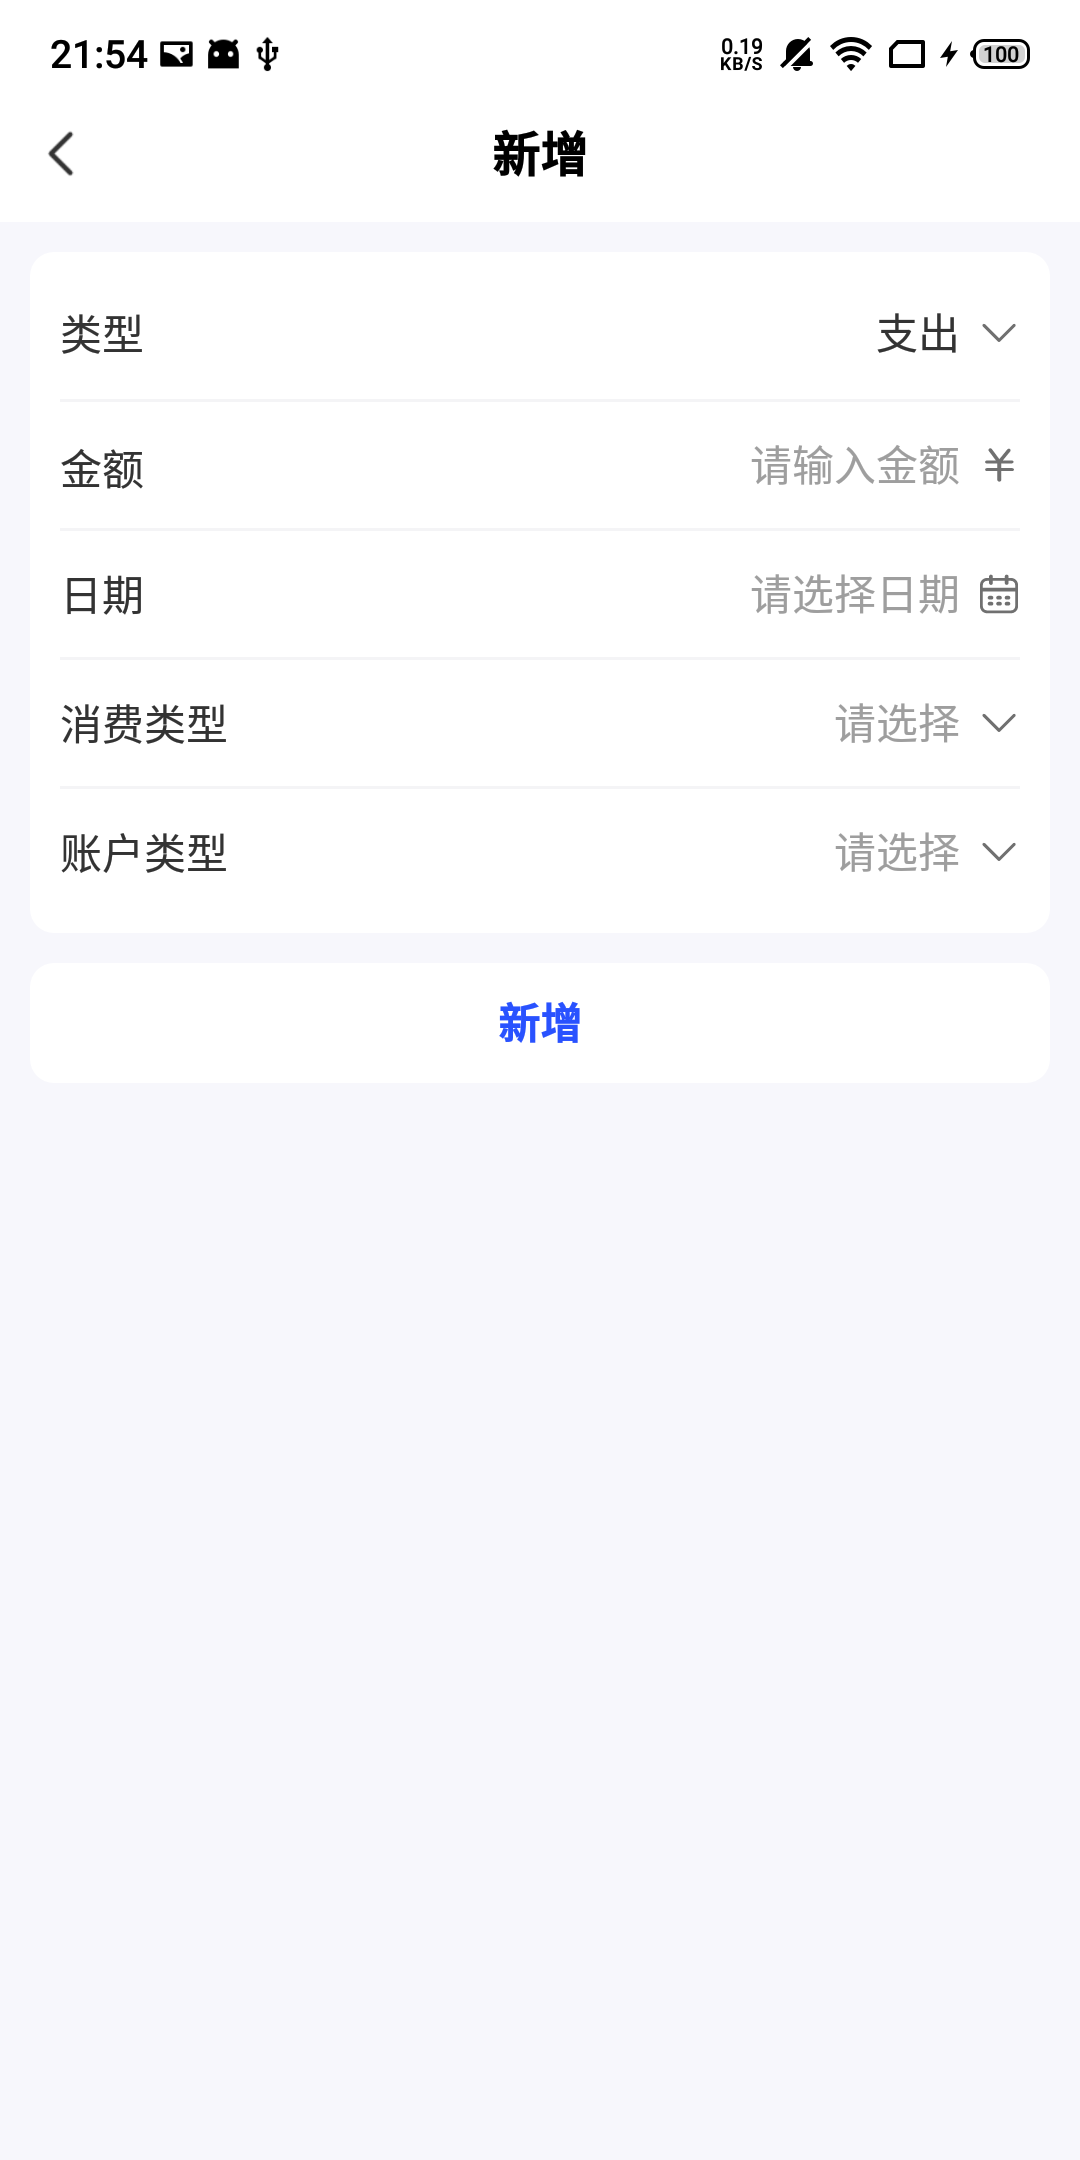 21:54
0.19
KB/S
100
新增
类型 支出
金额 请输入金额 ¥
日期 请选择日期
消费类型 请选择
账户类型 请选择
新增